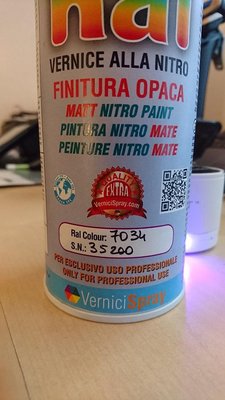 Ral
VERNICE ALLA NITRO
FINITURA OPACA
MATT NITRO PAINT
PINTURA NITRO MATE
PEINTURE NITRO MATE
EXTRA
VerniciSpray.com
Ral Colour: 7034
S.N.: 35200
PER ESCLUSIVO USO PROFESSIONALE
ONLY FOR PROFESSIONAL USE
VerniciSpray